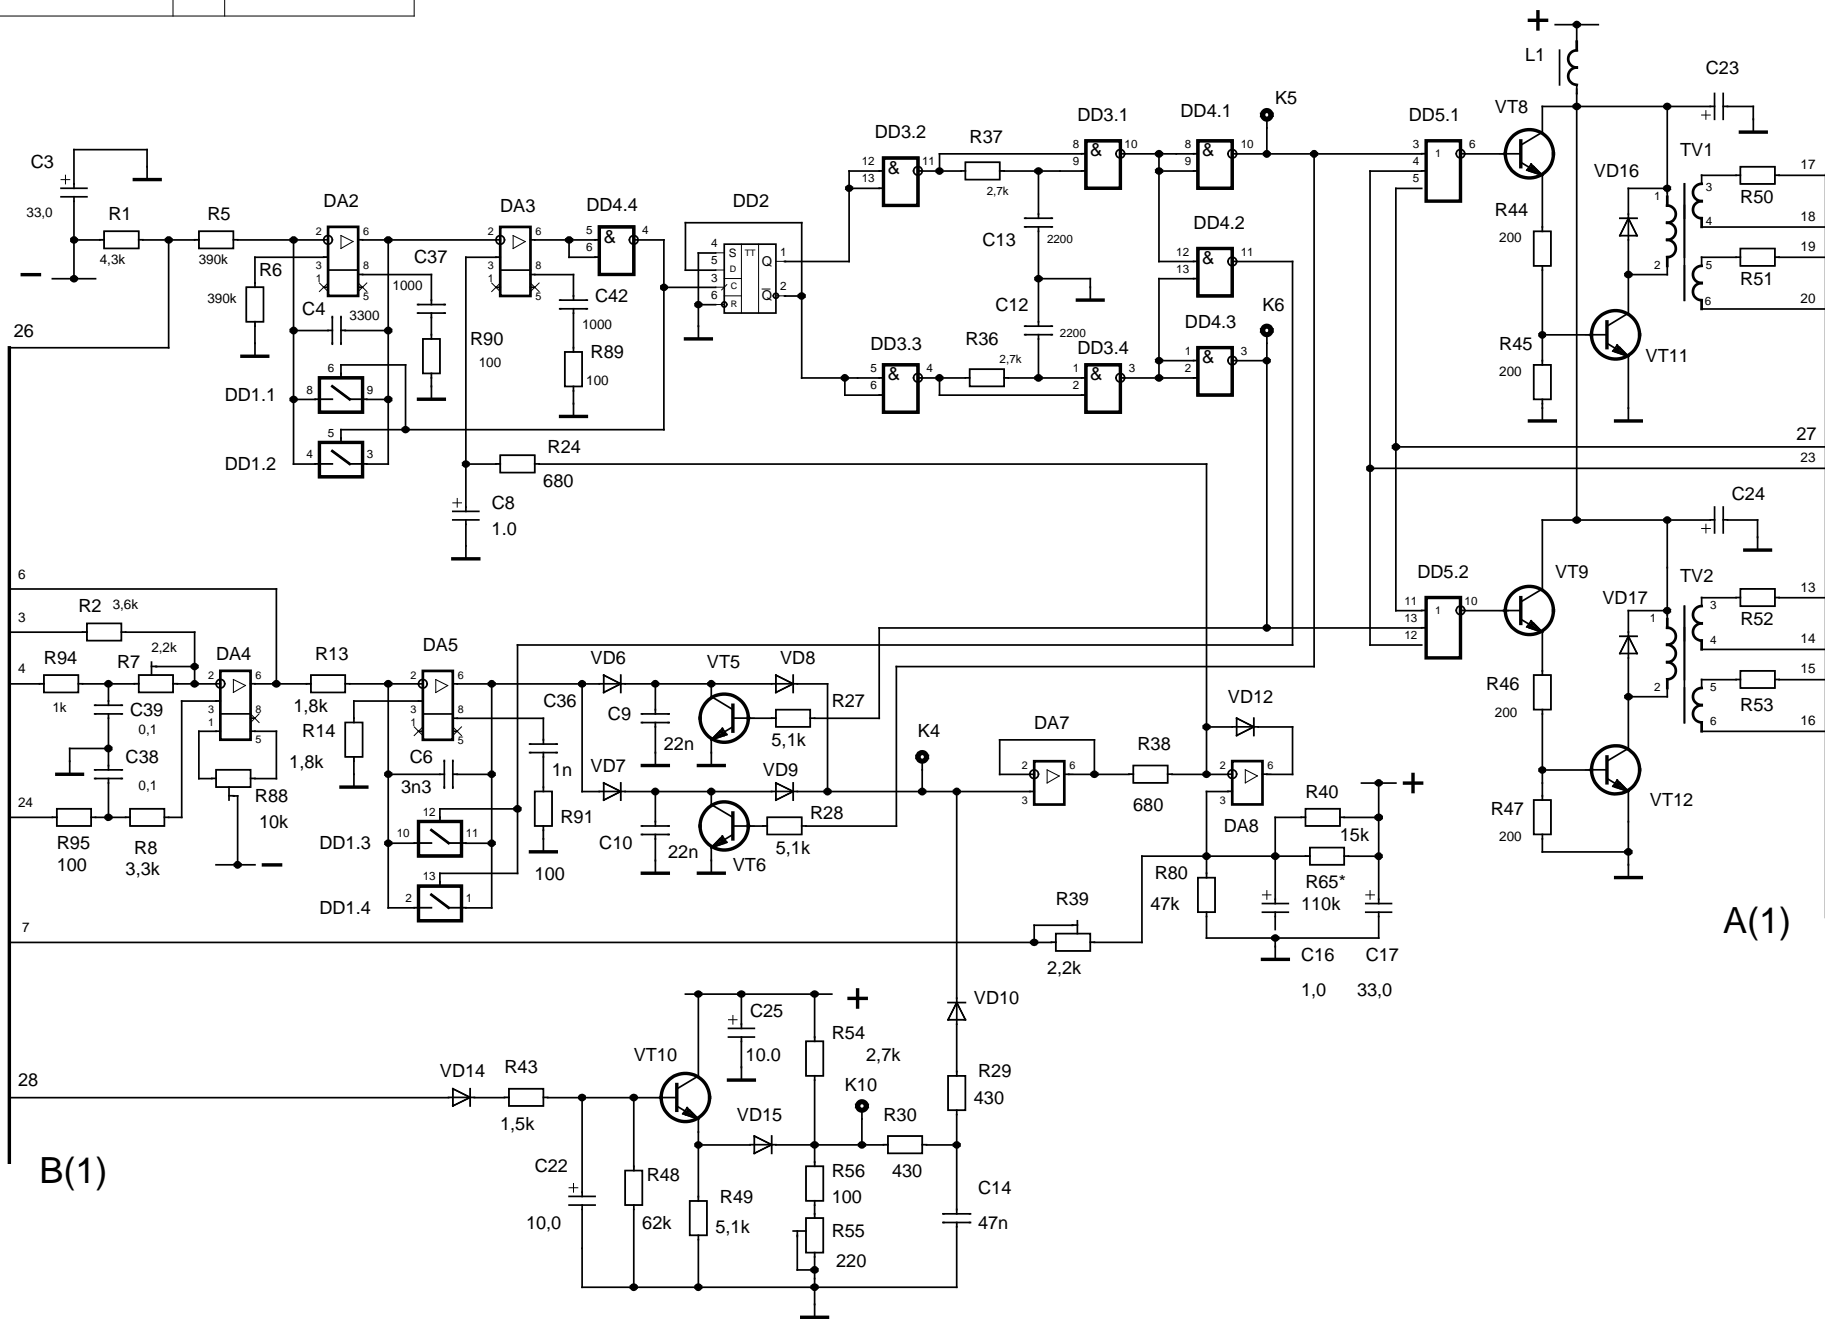 +
L1
C23
VT8
K5
DD3.1
DD4.1
DD5.1
DD3.2
R37
2,7k
C3
33,0
R1
4,3k
R5
390k
DA2
DA3
DD4.4
DD2
DD4.2
VD16
TV1
R50
17
18
19
20
R51
R6
390k
C37
1000
C4
3300
C42
1000
R90
100
R89
100
C13
2200
C12
2200
R44
200
R45
200
VT11
26
DD3.3
R36
2,7k
DD3.4
DD4.3
K6
DD1.1
DD1.2
R24
680
C8
1.0
27
23
C24
6
3
R2 3,6k
4
R94
1k
R7
2,2k
DA4
R13
1,8k
DA5
R14
1,8k
C39
0,1
C38
0,1
R88
10k
24
R95
100
R8
3,3k
C6
3n3
C36
1n
R91
100
DD1.3
DD1.4
VD6
VT5
VD8
C9
22n
R27
5,1k
VD7
VD9
C10
22n
VT6
R28
5,1k
K4
DA7
R38
680
VD12
DA8
R40
15k
R65*
110k
R80
47k
C16
1,0
C17
33,0
DD5.2
VT9
VD17
TV2
R52
R53
13
14
15
16
R46
200
R47
200
VT12
A(1)
7
R39
2,2k
VD10
R29
430
28
VD14
R43
1,5k
VT10
C25
10.0
R54
2,7k
K10
VD15
R30
430
C22
10,0
R48
62k
R49
5,1k
R56
100
R55
220
C14
47n
B(1)